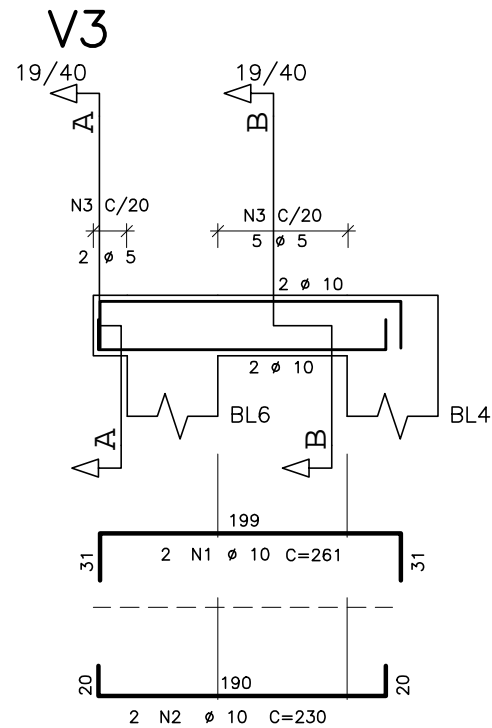 V3
19/40 19/40
A B
N3 C/20
2 ø 5
N3 C/20
5 ø 5
2 ø 10
2 ø 10
BL6 BL4
A B
199
31 2 N1 ø 10 C=261 31
20 190 20
2 N2 ø 10 C=230